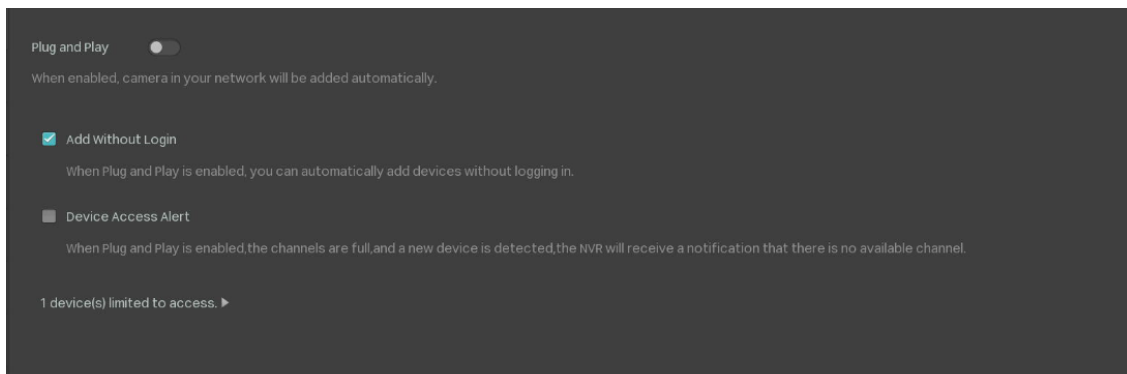 Plug and Play
When enabled, camera in your network will be added automatically.
Add Without Login
When Plug and Play is enabled, you can automatically add devices without logging in.
Device Access Alert
When Plug and Play is enabled,the channels are full,and a new device is detected,the NVR will receive a notification that there is no available channel.
1 device(s) limited to access.